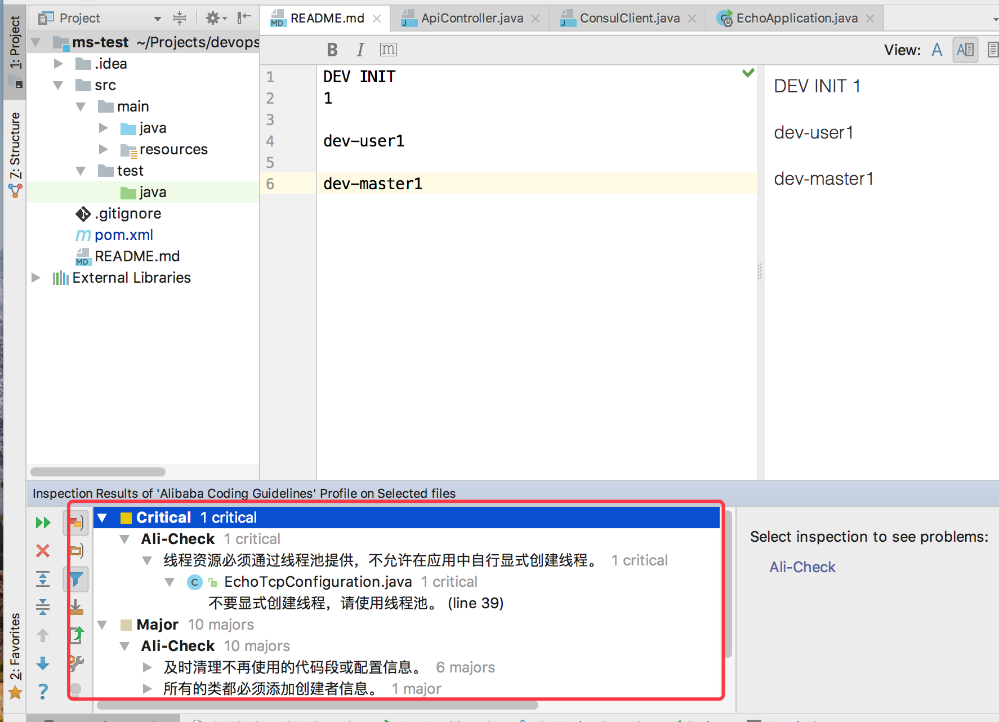 1: Project
7: Structure
2: Favorites
Project
ms-test ~/Projects/devops
.idea
src
main
java
resources
test
java
.gitignore
pom.xml
README.md
External Libraries
README.md
ApiController.java
ConsulClient.java
EchoApplication.java
B I m
View: A A
1 DEV INIT
2 1
3
4 dev-user1
5
6 dev-master1
DEV INIT 1
dev-user1
dev-master1
Inspection Results of 'Alibaba Coding Guidelines' Profile on Selected files
Critical 1 critical
Ali-Check 1 critical
线程资源必须通过线程池提供，不允许在应用中自行显式创建线程。 1 critical
C EchoTcpConfiguration.java 1 critical
不要显式创建线程，请使用线程池。 (line 39)
Major 10 majors
Ali-Check 10 majors
及时清理不再使用的代码段或配置信息。 6 majors
所有的类都必须添加创建者信息。 1 major
Select inspection to see problems:
Ali-Check